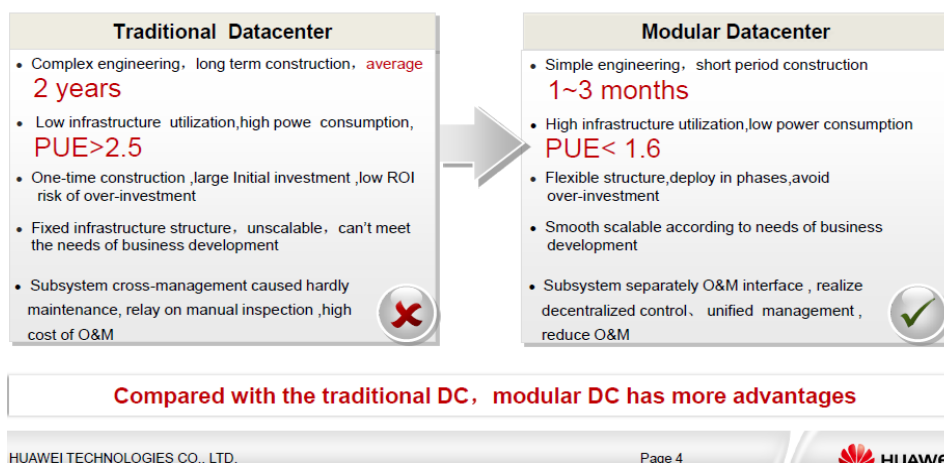 Traditional Datacenter
• Complex engineering，long term construction，average
2 years
• Low infrastructure utilization,high powe consumption,
PUE>2.5
• One-time construction ,large Initial investment ,low ROI
risk of over-investment
• Fixed infrastructure structure，unscalable，can't meet
the needs of business development
• Subsystem cross-management caused hardly
maintenance, relay on manual inspection ,high
cost of O&M
Modular Datacenter
• Simple engineering，short period construction
1~3 months
• High infrastructure utilization,low power consumption
PUE< 1.6
• Flexible structure,deploy in phases,avoid
over-investment
• Smooth scalable according to needs of business
development
• Subsystem separately O&M interface , realize
decentralized control、 unified management ,
reduce O&M
Compared with the traditional DC，modular DC has more advantages
HUAWEI TECHNOLOGIES CO., LTD.
Page 4
HUAWE